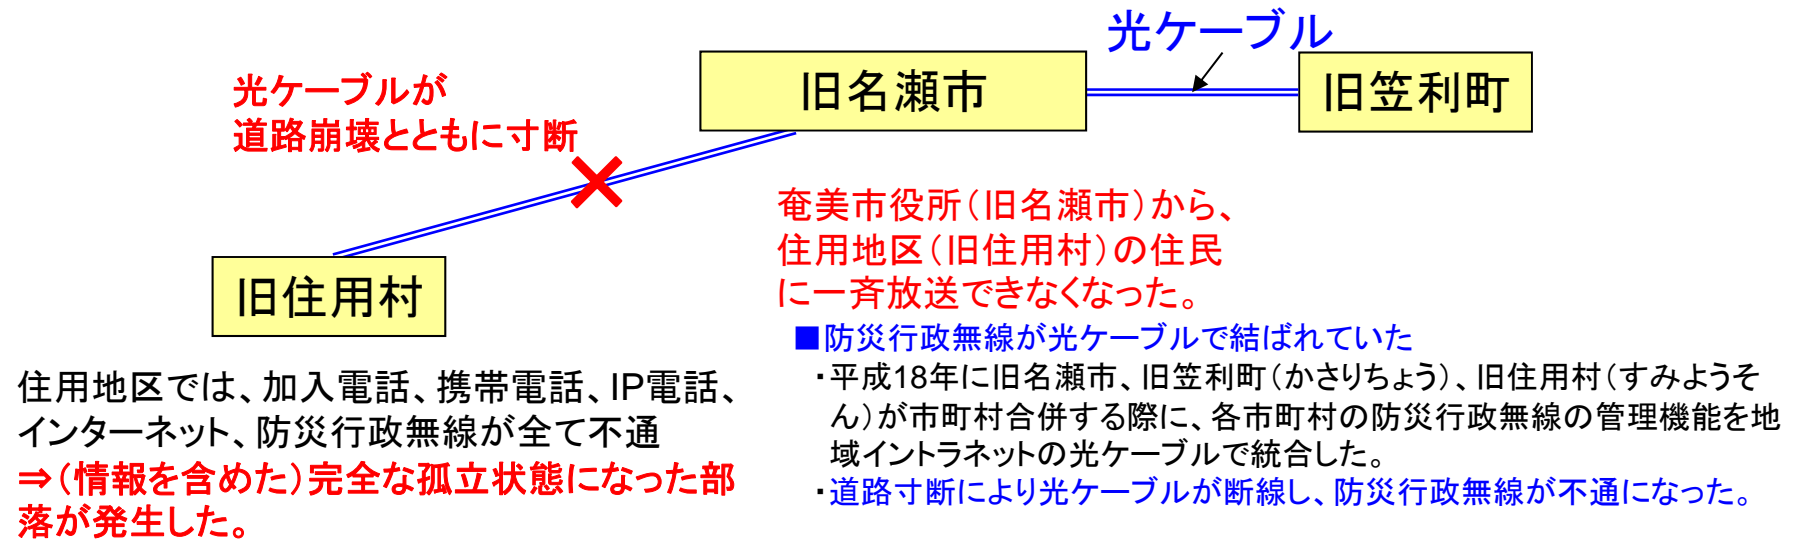 光ケーブル
旧名瀬市
旧笠利町
光ケーブルが
道路崩壊とともに寸断
旧住用村
奄美市役所(旧名瀬市)から、
住用地区(旧住用村)の住民
に一斉放送できなくなった。
■防災行政無線が光ケーブルで結ばれていた
・平成18年に旧名瀬市、旧笠利町(かさりちょう)、旧住用村(すみようそ
ん)が市町村合併する際に、各市町村の防災行政無線の管理機能を地
域イントラネットの光ケーブルで統合した。
・道路寸断により光ケーブルが断線し、防災行政無線が不通になった。
住用地区では、加入電話、携帯電話、IP電話、
インターネット、防災行政無線が全て不通
⇒(情報を含めた)完全な孤立状態になった部
落が発生した。